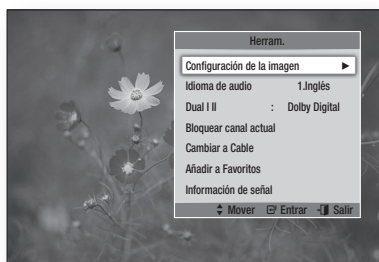 Herram.
Configuración de la imagen ►
Idioma de audio 1.Inglés
Dual I II : Dolby Digital
Bloquear canal actual
Cambiar a Cable
Añadir a Favoritos
Información de señal
Mover Entrar Salir